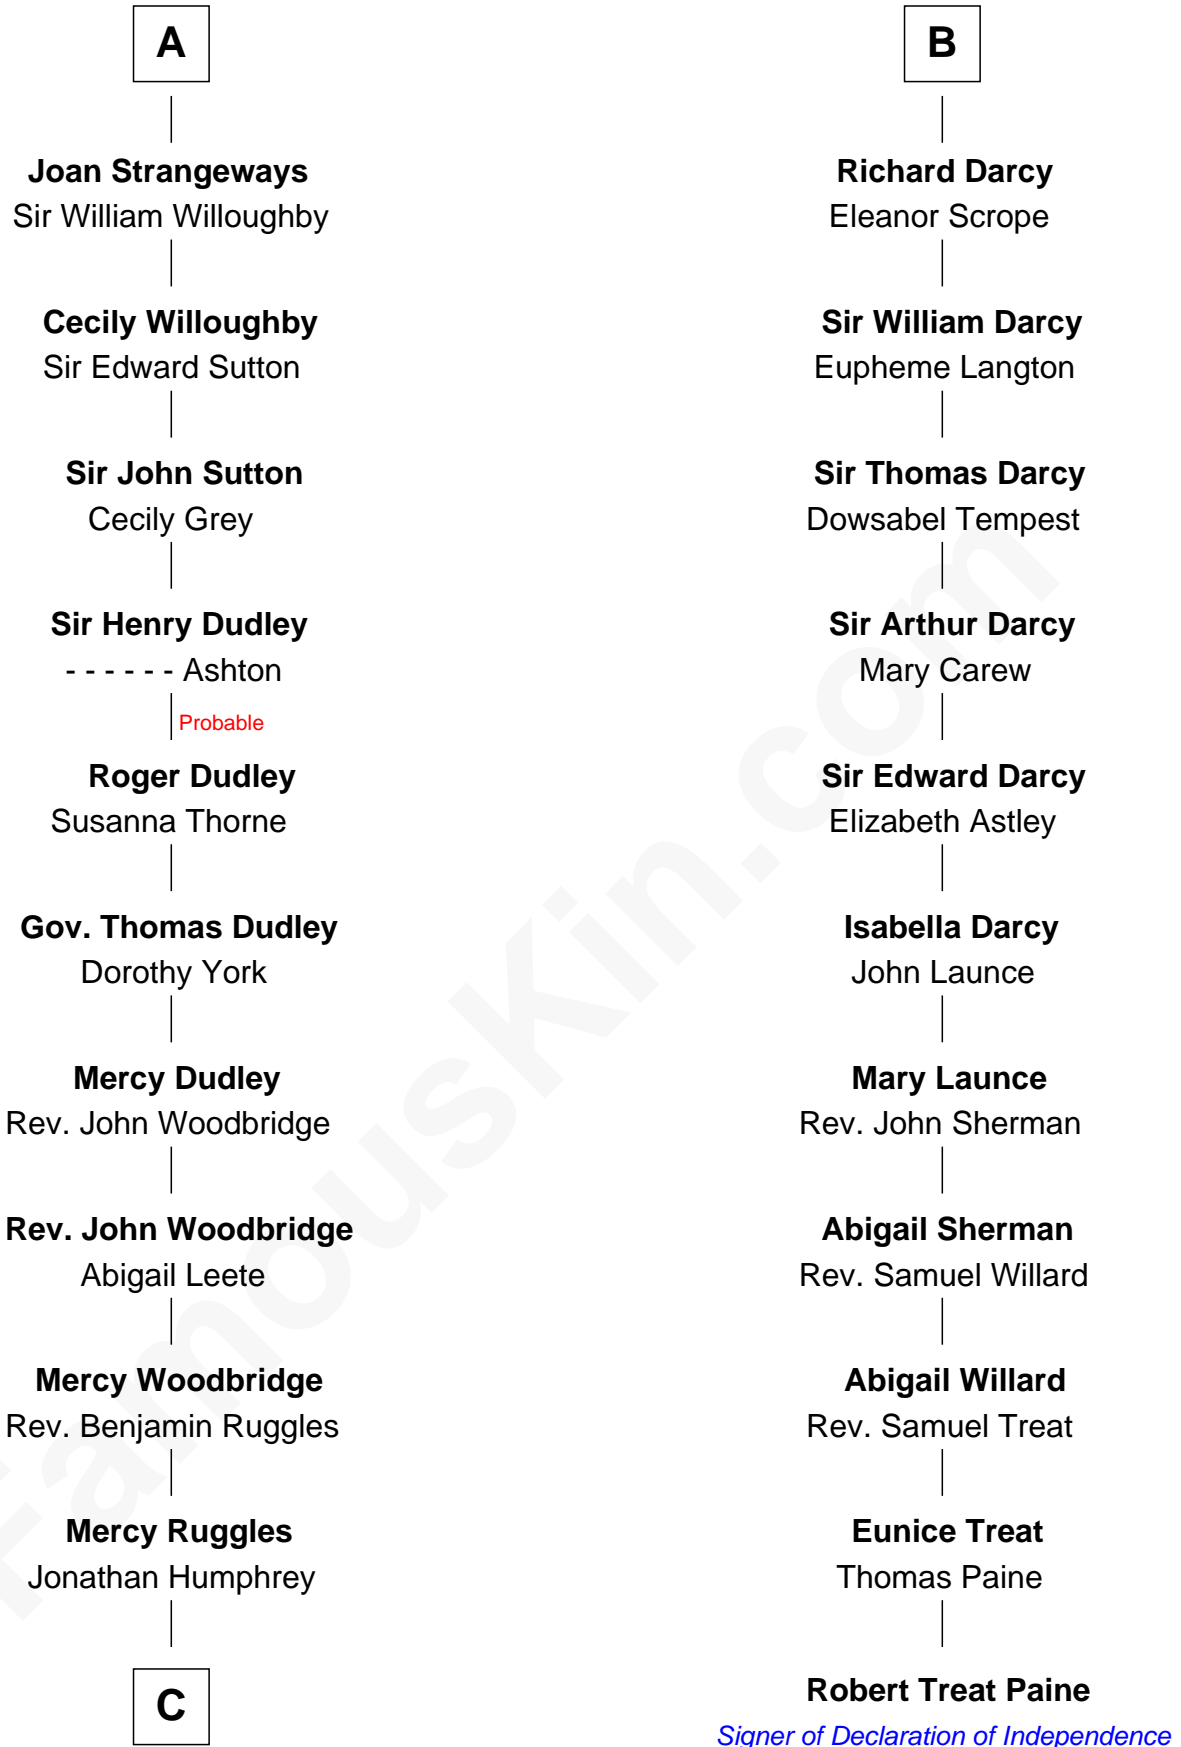 A
Joan Strangeways
Sir William Willoughby
Cecily Willoughby
Sir Edward Sutton
Sir John Sutton
Cecily Grey
Sir Henry Dudley
- - - - - - Ashton
Probable
Roger Dudley
Susanna Thorne
Gov. Thomas Dudley
Dorothy York
Mercy Dudley
Rev. John Woodbridge
Rev. John Woodbridge
Abigail Leete
Mercy Woodbridge
Rev. Benjamin Ruggles
Mercy Ruggles
Jonathan Humphrey
C
B
Richard Darcy
Eleanor Scrope
Sir William Darcy
Eupheme Langton
Sir Thomas Darcy
Dowsabel Tempest
Sir Arthur Darcy
Mary Carew
Sir Edward Darcy
Elizabeth Astley
Isabella Darcy
John Launce
Mary Launce
Rev. John Sherman
Abigail Sherman
Rev. Samuel Willard
Abigail Willard
Rev. Samuel Treat
Eunice Treat
Thomas Paine
Robert Treat Paine
Signer of Declaration of Independence
FamousKin.com